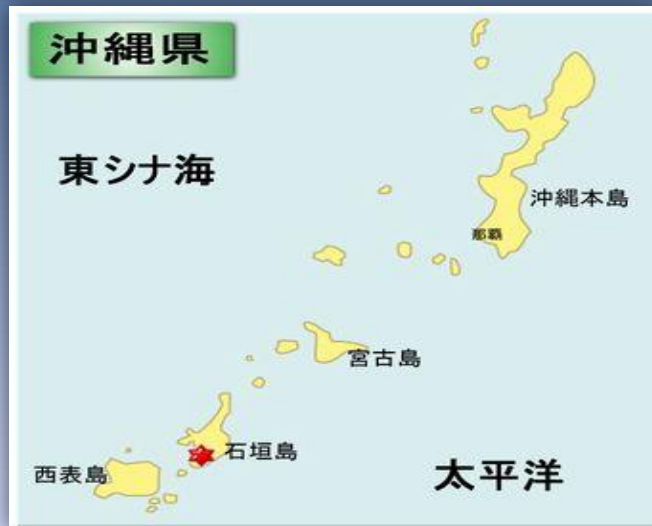 沖縄県
東シナ海
沖縄本島
那覇
宮古島
石垣島
西表島
太平洋